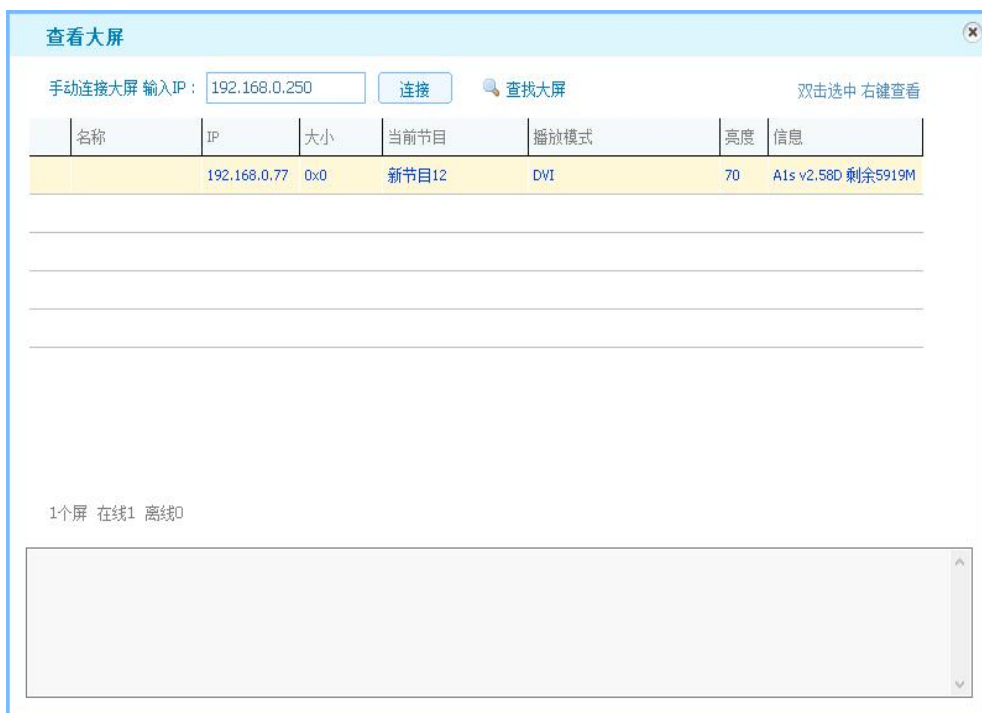 查看大屏
手动连接大屏 输入IP： 192.168.0.250 连接 查找大屏 双击选中 右键查看
名称 IP 大小 当前节目 播放模式 亮度 信息
192.168.0.77 0x0 新节目12 DVI 70 A1s v2.58D 剩余5919M
1个屏 在线1 离线0